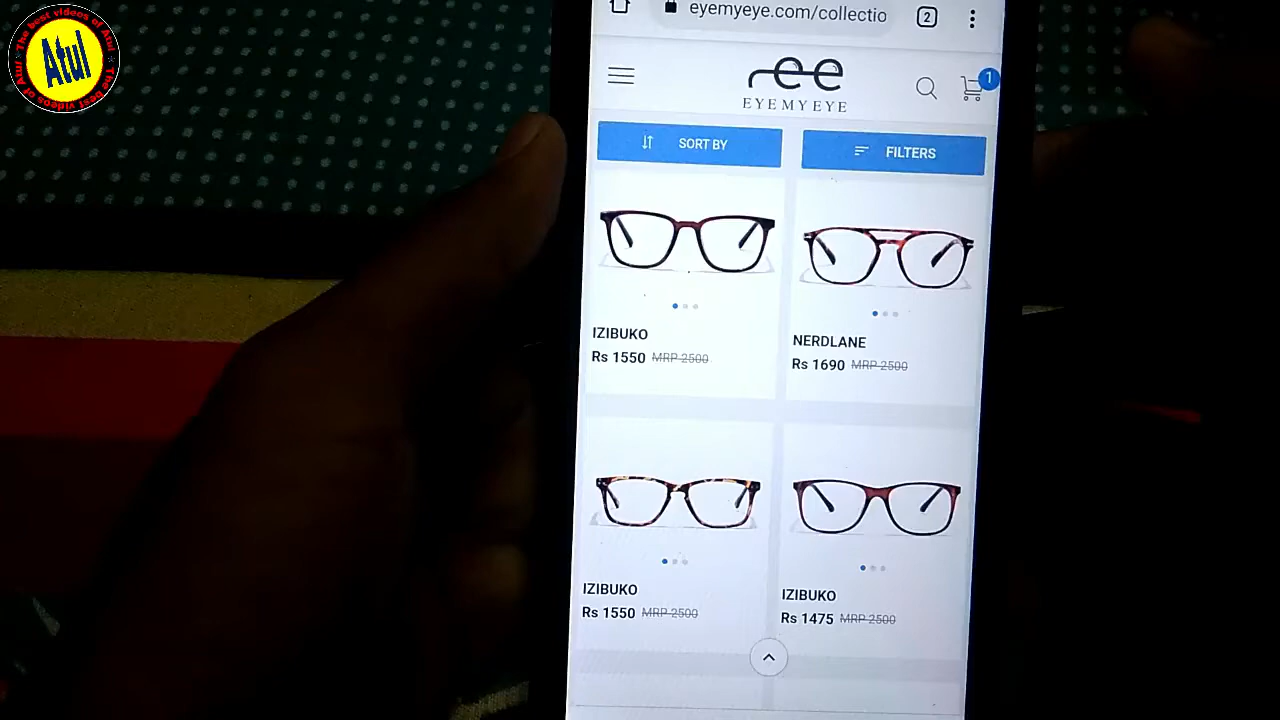 The best videos of Atul
Atul
The best videos of Atul
eyemyeye.com/collectio
2
EYEMYEYE
1
SORT BY
FILTERS
IZIBUKO
Rs 1550 MRP 2500
NERDLANE
Rs 1690 MRP 2500
IZIBUKO
Rs 1550 MRP 2500
IZIBUKO
Rs 1475 MRP 2500